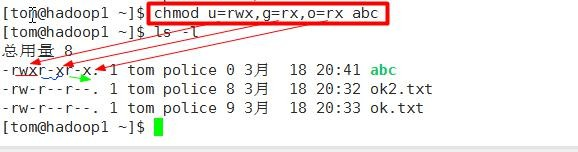 [tom@hadoop1 ~]$ chmod u=rwx,g=rx,o=rx abc
[tom@hadoop1 ~]$ ls -l
总用量 8
-rwxr-xr-x. 1 tom police 0 3月  18 20:41 abc
-rw-r--r--. 1 tom police 8 3月  18 20:32 ok2.txt
-rw-r--r--. 1 tom police 9 3月  18 20:33 ok.txt
[tom@hadoop1 ~]$